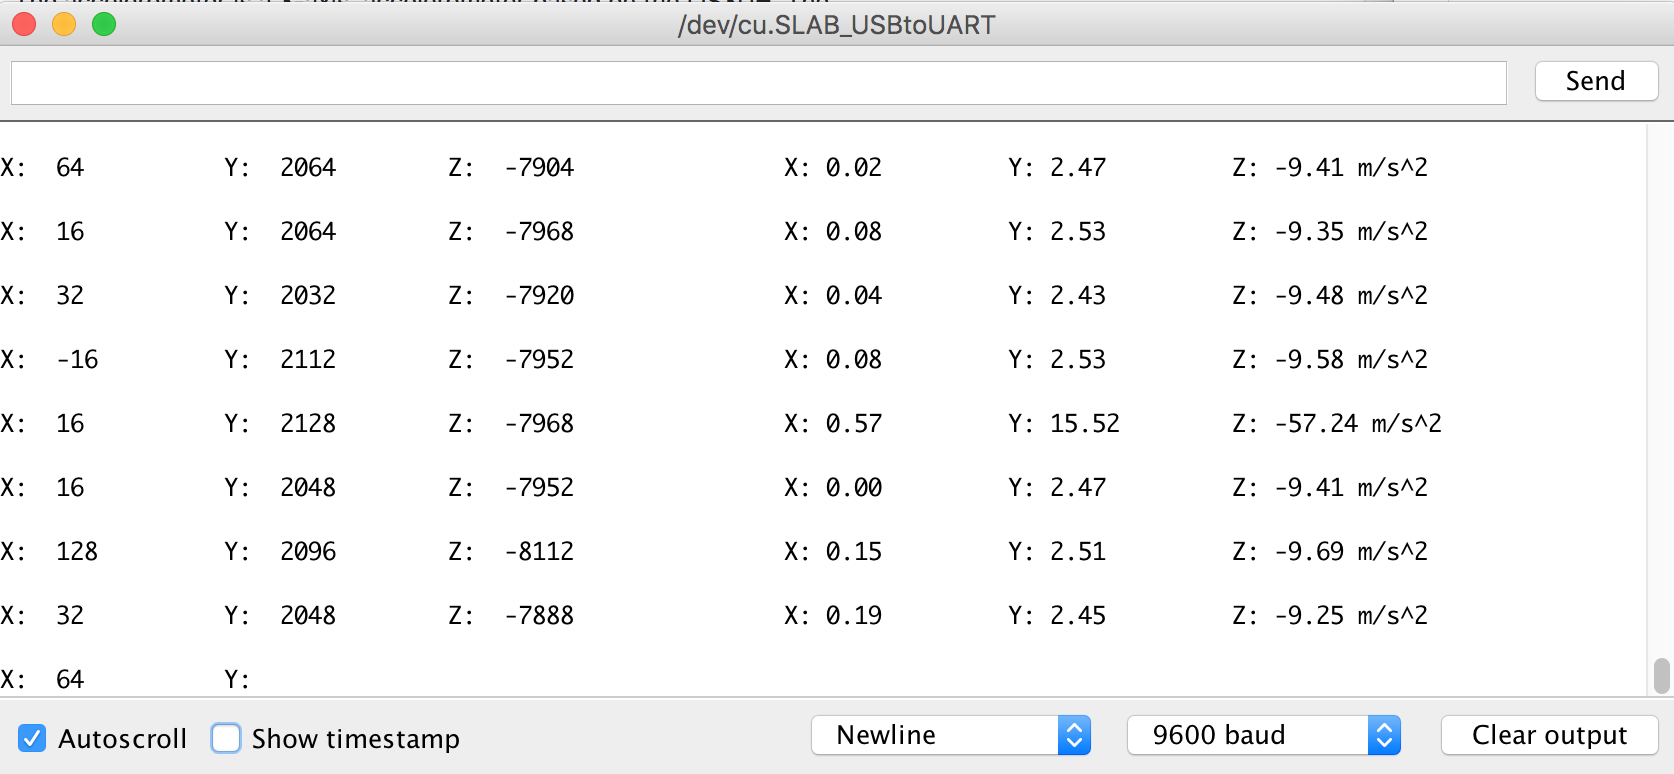 /dev/cu.SLAB_USBtoUART
Send
X: 64 Y: 2064 Z: -7904 X: 0.02 Y: 2.47 Z: -9.41 m/s^2
X: 16 Y: 2064 Z: -7968 X: 0.08 Y: 2.53 Z: -9.35 m/s^2
X: 32 Y: 2032 Z: -7920 X: 0.04 Y: 2.43 Z: -9.48 m/s^2
X: -16 Y: 2112 Z: -7952 X: 0.08 Y: 2.53 Z: -9.58 m/s^2
X: 16 Y: 2128 Z: -7968 X: 0.57 Y: 15.52 Z: -57.24 m/s^2
X: 16 Y: 2048 Z: -7952 X: 0.00 Y: 2.47 Z: -9.41 m/s^2
X: 128 Y: 2096 Z: -8112 X: 0.15 Y: 2.51 Z: -9.69 m/s^2
X: 32 Y: 2048 Z: -7888 X: 0.19 Y: 2.45 Z: -9.25 m/s^2
X: 64 Y:
Autoscroll Show timestamp Newline 9600 baud Clear output